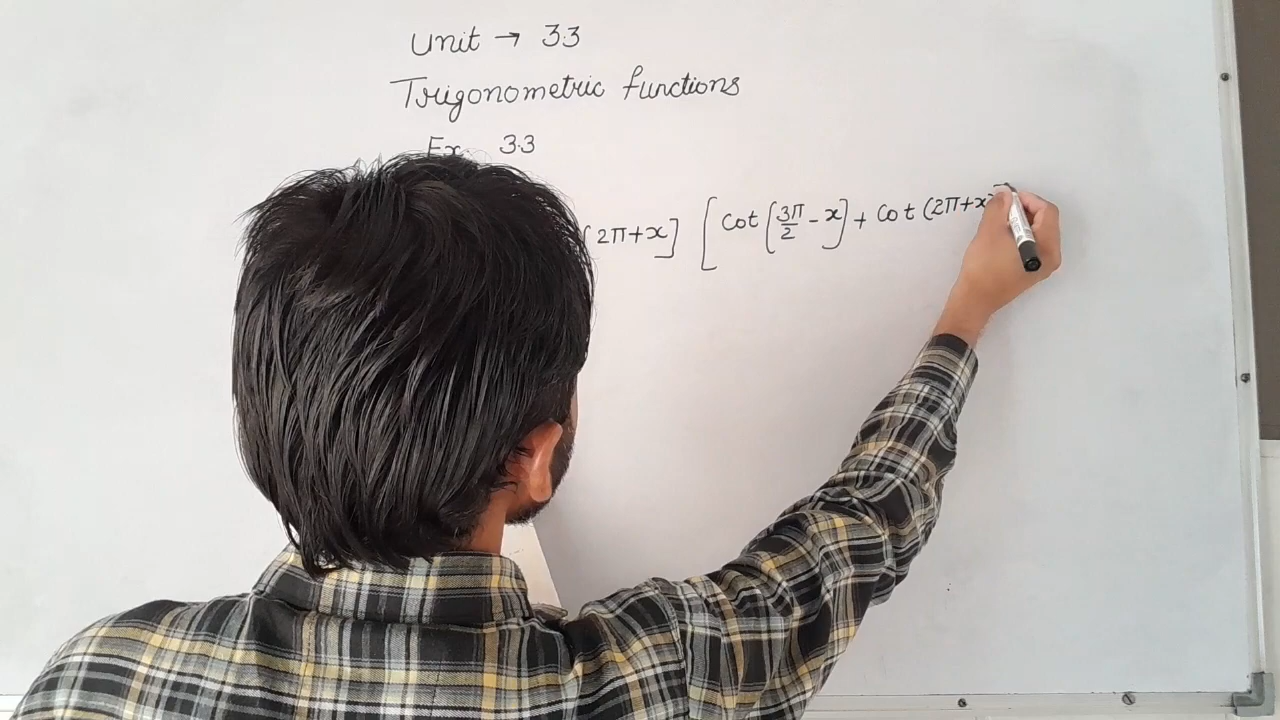 Unit → 3.3
Trigonometric functions
Ex. 3.3
(2π+x] [cot[3π/2 - x] + cot (2π+x)